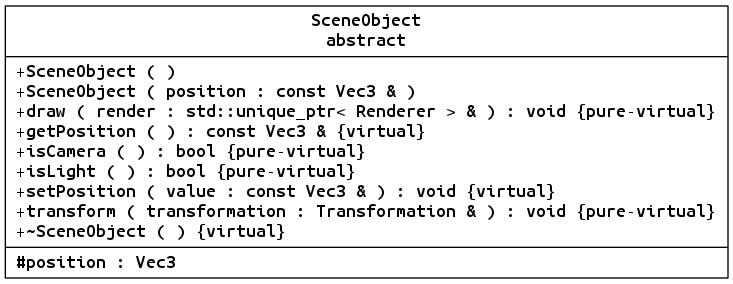 SceneObject
abstract
+SceneObject ( )
+SceneObject ( position : const Vec3 & )
+draw ( render : std::unique_ptr< Renderer > & ) : void {pure-virtual}
+getPosition ( ) : const Vec3 & {virtual}
+isCamera ( ) : bool {pure-virtual}
+isLight ( ) : bool {pure-virtual}
+setPosition ( value : const Vec3 & ) : void {virtual}
+transform ( transformation : Transformation & ) : void {pure-virtual}
+~SceneObject ( ) {virtual}
#position : Vec3